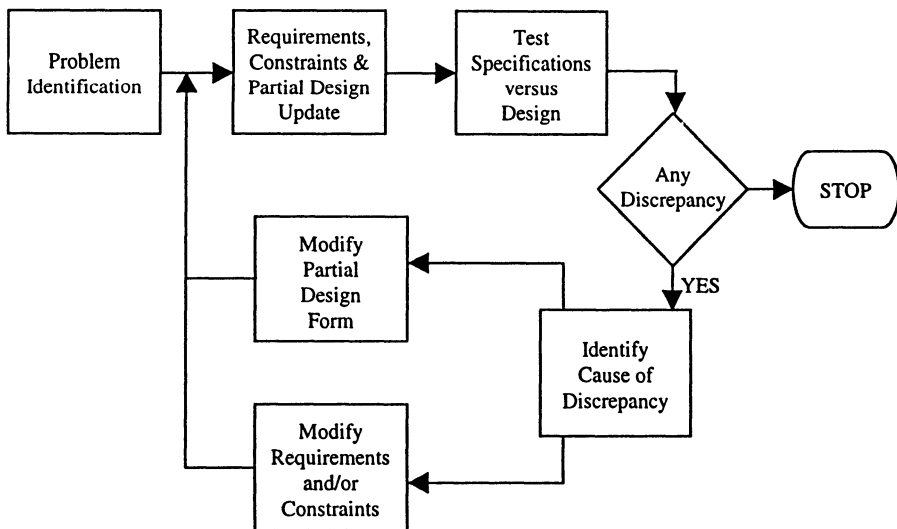 Problem
Identification
Requirements,
Constraints &
Partial Design
Update
Test
Specifications
versus
Design
Any
Discrepancy
STOP
YES
Modify
Partial
Design
Form
Identify
Cause of
Discrepancy
Modify
Requirements
and/or
Constraints